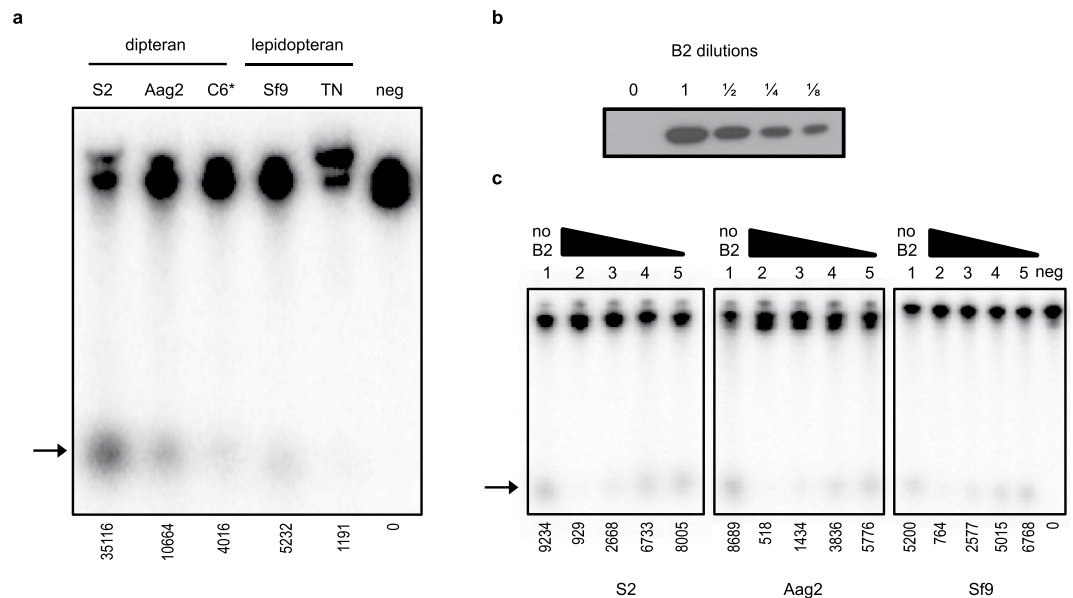 a
dipteran lepidopteran
S2 Aag2 C6* Sf9 TN neg
35116 10664 4016 5232 1191 0
b
B2 dilutions
0 1 ½ ¼ ⅛
c
no B2 no B2 no B2
1 2 3 4 5 1 2 3 4 5 1 2 3 4 5 neg
9234 929 2668 6733 8005 8689 518 1434 3836 5776 5200 764 2577 5015 6768 0
S2 Aag2 Sf9